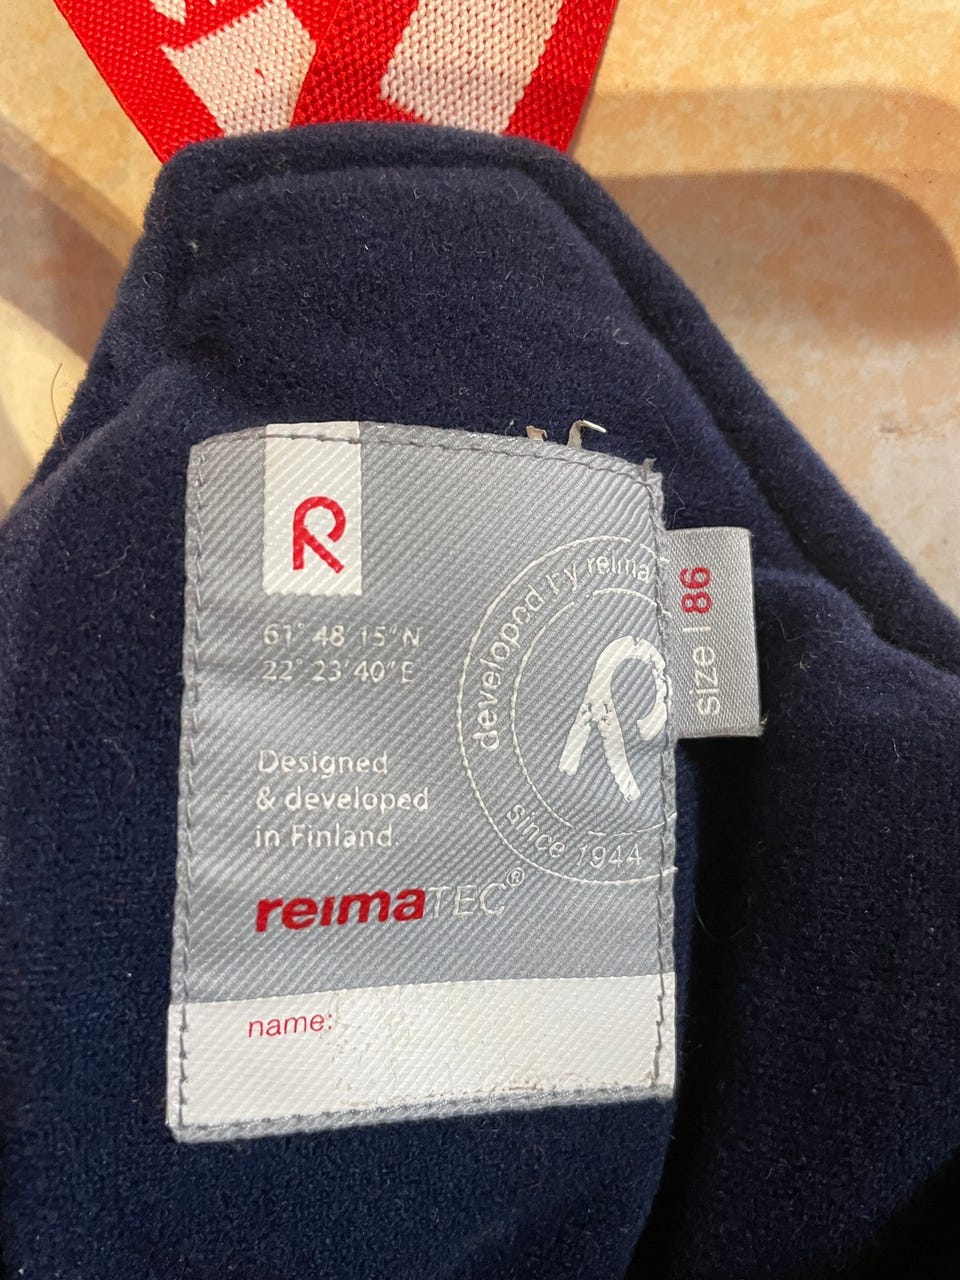 R
61° 48 15"N
22° 23'40"E
Designed
& developed
in Finland.
reimaTEC®
name:
developed by reima
R
since 1944
size | 86